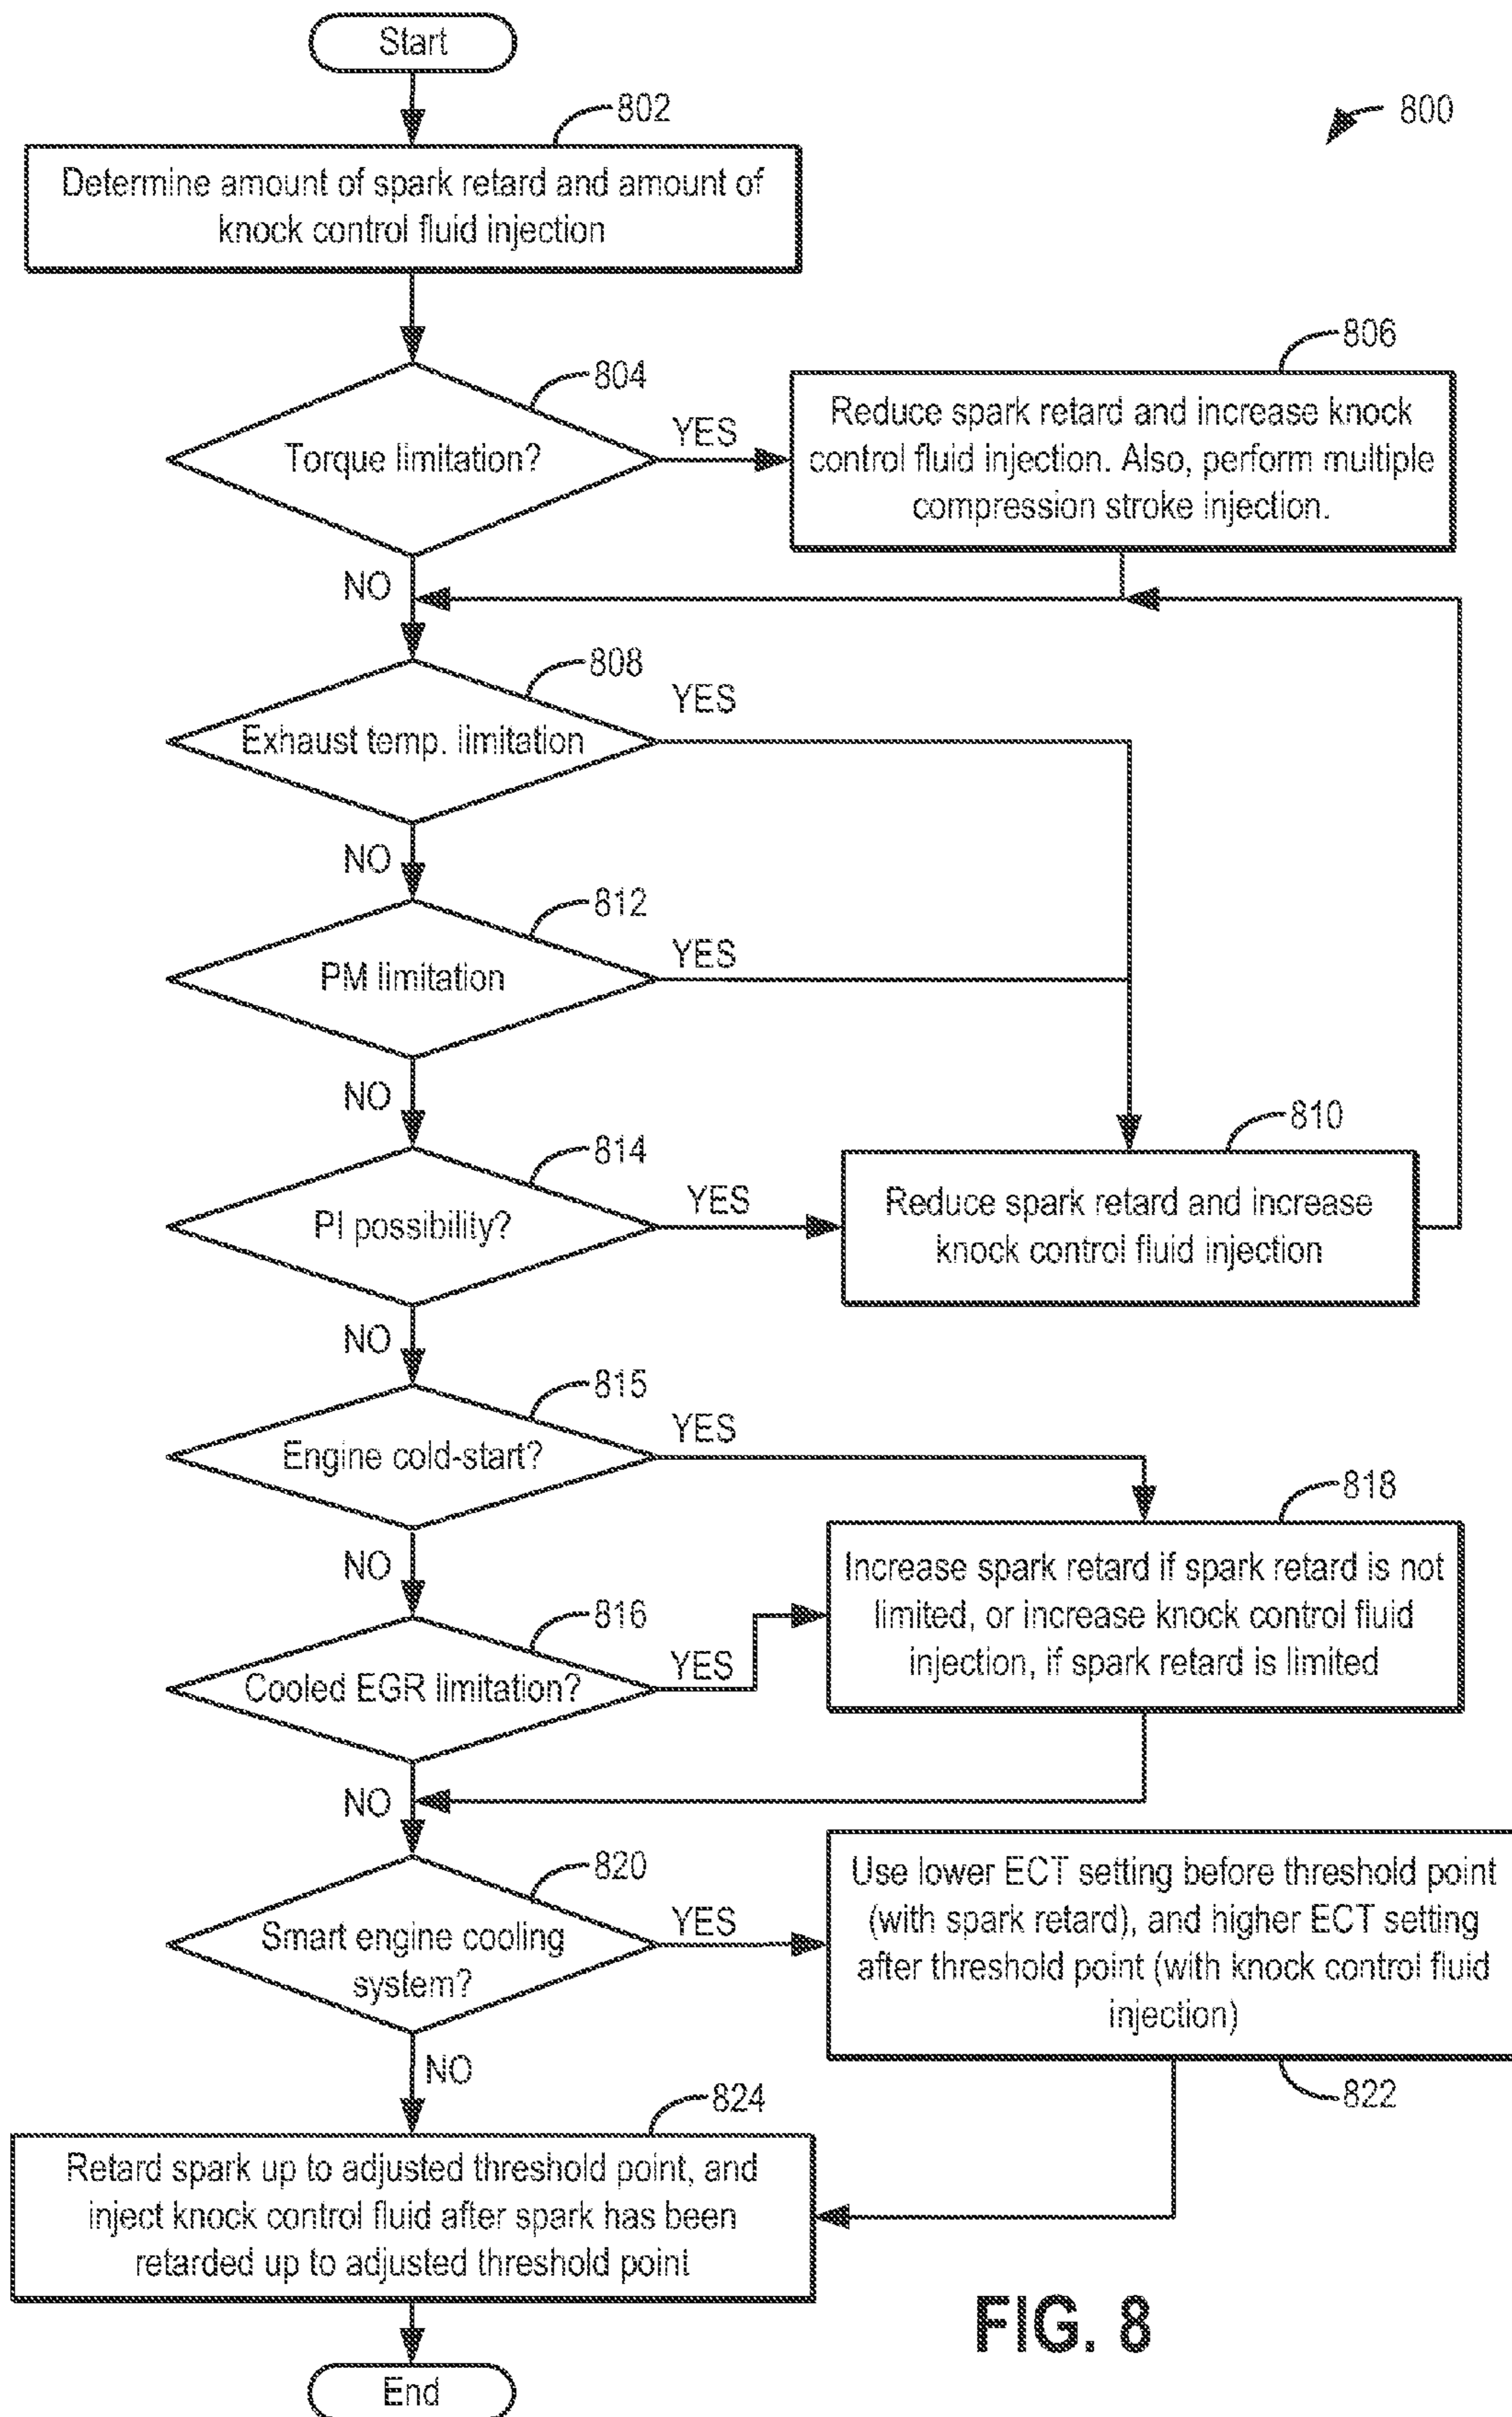 Start
802
800
Determine amount of spark retard and amount of
knock control fluid injection
804
Torque limitation?
YES
806
Reduce spark retard and increase knock
control fluid injection. Also, perform multiple
compression stroke injection.
NO
808
Exhaust temp. limitation
YES
NO
812
PM limitation
YES
NO
814
PI possibility?
YES
810
Reduce spark retard and increase
knock control fluid injection
NO
815
Engine cold-start?
YES
818
Increase spark retard if spark retard is not
limited, or increase knock control fluid
injection, if spark retard is limited
NO
816
Cooled EGR limitation?
YES
NO
820
Smart engine cooling
system?
YES
Use lower ECT setting before threshold point
(with spark retard), and higher ECT setting
after threshold point (with knock control fluid
injection)
822
NO
824
Retard spark up to adjusted threshold point, and
inject knock control fluid after spark has been
retarded up to adjusted threshold point
End
FIG. 8